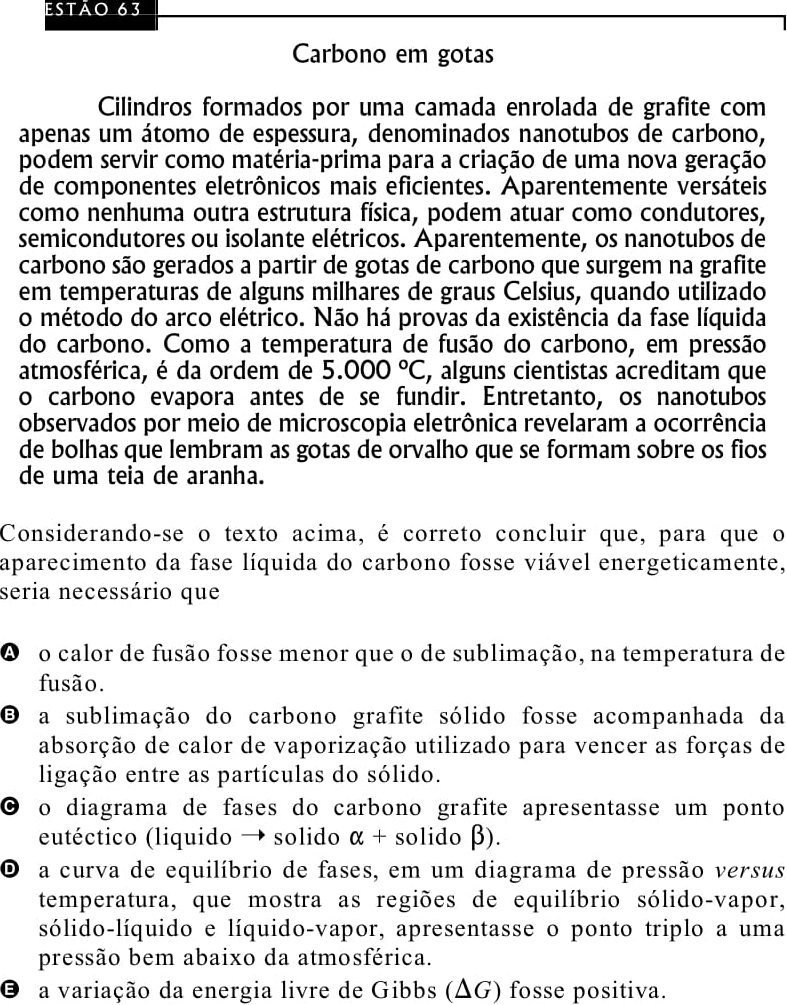 ESTÃO 63
Carbono em gotas
Cilindros formados por uma camada enrolada de grafite com
apenas um átomo de espessura, denominados nanotubos de carbono,
podem servir como matéria-prima para a criação de uma nova geração
de componentes eletrônicos mais eficientes. Aparentemente versáteis
como nenhuma outra estrutura física, podem atuar como condutores,
semicondutores ou isolante elétricos. Aparentemente, os nanotubos de
carbono são gerados a partir de gotas de carbono que surgem na grafite
em temperaturas de alguns milhares de graus Celsius, quando utilizado
o método do arco elétrico. Não há provas da existência da fase líquida
do carbono. Como a temperatura de fusão do carbono, em pressão
atmosférica, é da ordem de 5.000 ºC, alguns cientistas acreditam que
o carbono evapora antes de se fundir. Entretanto, os nanotubos
observados por meio de microscopia eletrônica revelaram a ocorrência
de bolhas que lembram as gotas de orvalho que se formam sobre os fios
de uma teia de aranha.
Considerando-se o texto acima, é correto concluir que, para que o
aparecimento da fase líquida do carbono fosse viável energeticamente,
seria necessário que
A o calor de fusão fosse menor que o de sublimação, na temperatura de
fusão.
B a sublimação do carbono grafite sólido fosse acompanhada da
absorção de calor de vaporização utilizado para vencer as forças de
ligação entre as partículas do sólido.
C o diagrama de fases do carbono grafite apresentasse um ponto
eutéctico (liquido → solido α + solido β).
D a curva de equilíbrio de fases, em um diagrama de pressão versus
temperatura, que mostra as regiões de equilíbrio sólido-vapor,
sólido-líquido e líquido-vapor, apresentasse o ponto triplo a uma
pressão bem abaixo da atmosférica.
E a variação da energia livre de Gibbs (ΔG) fosse positiva.